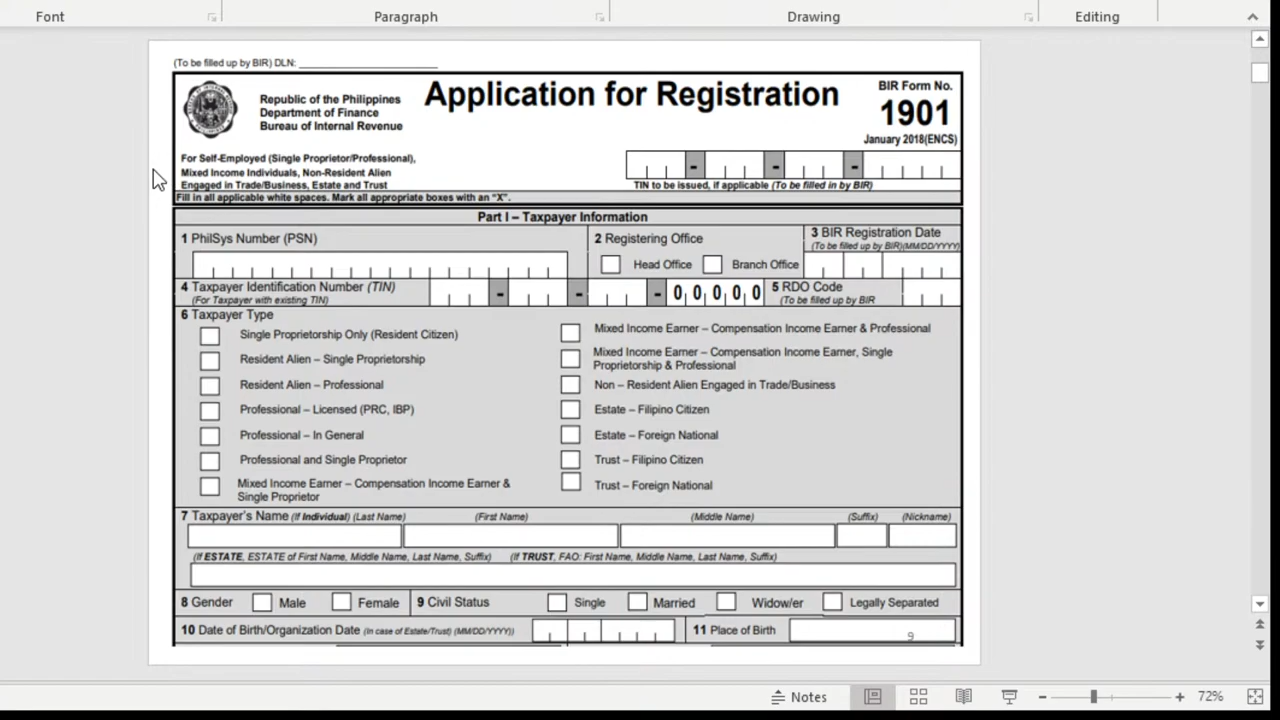 Font Paragraph Drawing Editing
(To be filled up by BIR) DLN: ____________________
Republic of the Philippines
Department of Finance
Bureau of Internal Revenue
Application for Registration
BIR Form No.
1901
January 2018(ENCS)
For Self-Employed (Single Proprietor/Professional),
Mixed Income Individuals, Non-Resident Alien
Engaged in Trade/Business, Estate and Trust
- - -
TIN to be issued, if applicable (To be filled in by BIR)
Fill in all applicable white spaces. Mark all appropriate boxes with an “X”.
Part I – Taxpayer Information
1 PhilSys Number (PSN)
2 Registering Office
Head Office Branch Office
3 BIR Registration Date
(To be filled up by BIR)(MM/DD/YYYY)
4 Taxpayer Identification Number (TIN)
(For Taxpayer with existing TIN)
- - - 0 0 0 0 0
5 RDO Code
(To be filled up by BIR
6 Taxpayer Type
Single Proprietorship Only (Resident Citizen)
Resident Alien – Single Proprietorship
Resident Alien – Professional
Professional – Licensed (PRC, IBP)
Professional – In General
Professional and Single Proprietor
Mixed Income Earner – Compensation Income Earner &
Single Proprietor
Mixed Income Earner – Compensation Income Earner & Professional
Mixed Income Earner – Compensation Income Earner, Single
Proprietorship & Professional
Non – Resident Alien Engaged in Trade/Business
Estate – Filipino Citizen
Estate – Foreign National
Trust – Filipino Citizen
Trust – Foreign National
7 Taxpayer’s Name (If Individual) (Last Name) (First Name) (Middle Name) (Suffix) (Nickname)
(If ESTATE, ESTATE of First Name, Middle Name, Last Name, Suffix) (If TRUST, FAO: First Name, Middle Name, Last Name, Suffix)
8 Gender Male Female 9 Civil Status Single Married Widow/er Legally Separated
10 Date of Birth/Organization Date (In case of Estate/Trust) (MM/DD/YYYY)) 11 Place of Birth
9
Notes 72%